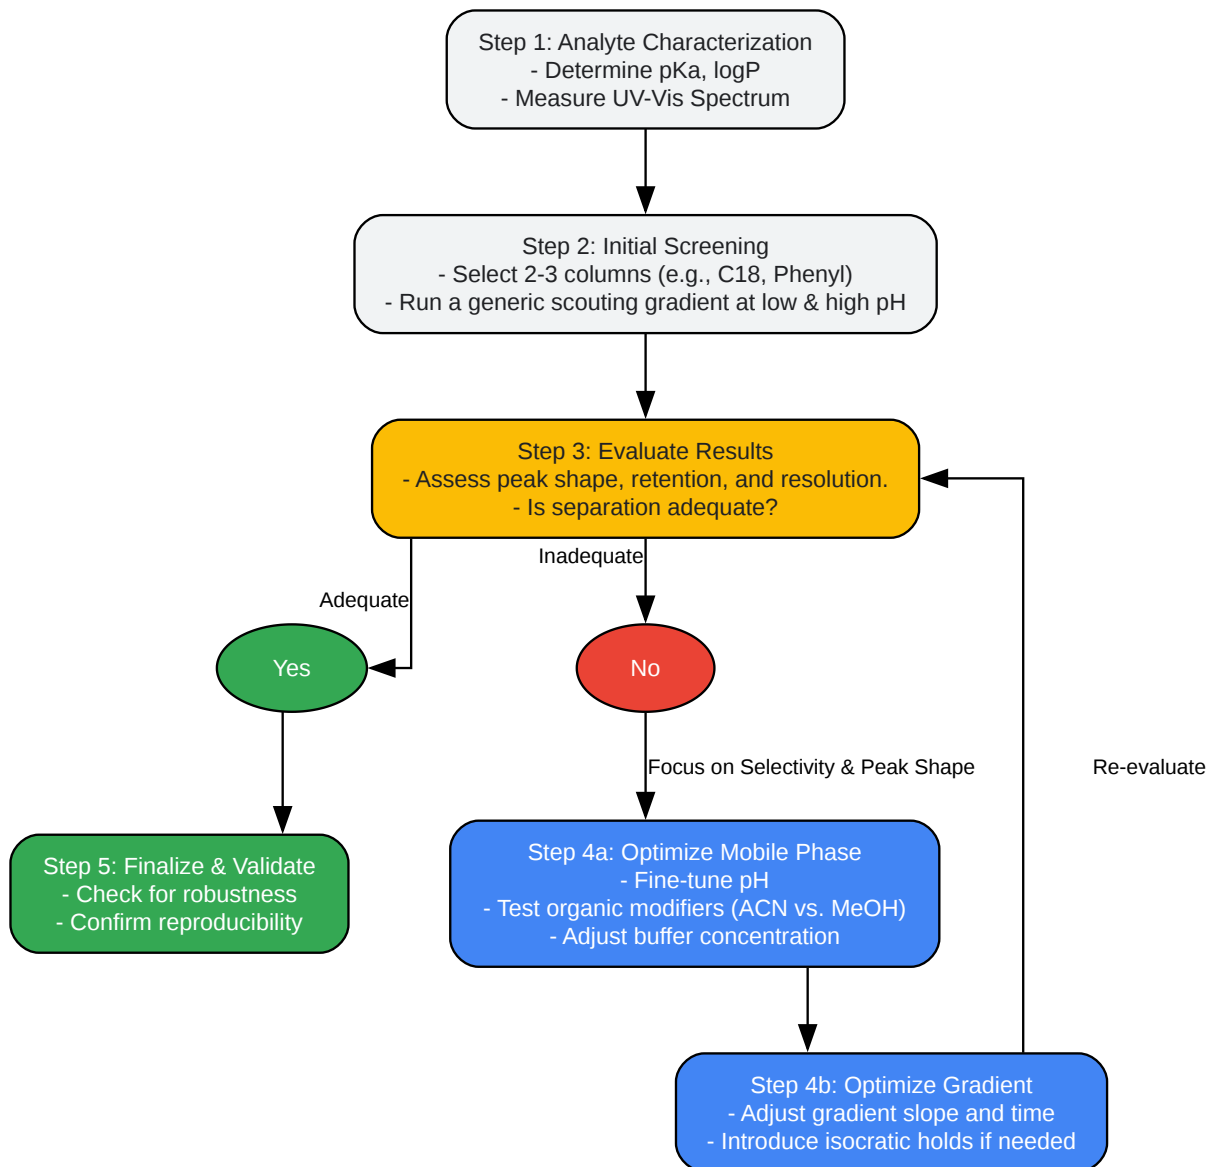 Step 1: Analyte Characterization
- Determine pKa, logP
- Measure UV-Vis Spectrum
Step 2: Initial Screening
- Select 2-3 columns (e.g., C18, Phenyl)
- Run a generic scouting gradient at low & high pH
Step 3: Evaluate Results
- Assess peak shape, retention, and resolution.
- Is separation adequate?
Inadequate
Adequate
Yes
No
Focus on Selectivity & Peak Shape
Re-evaluate
Step 5: Finalize & Validate
- Check for robustness
- Confirm reproducibility
Step 4a: Optimize Mobile Phase
- Fine-tune pH
- Test organic modifiers (ACN vs. MeOH)
- Adjust buffer concentration
Step 4b: Optimize Gradient
- Adjust gradient slope and time
- Introduce isocratic holds if needed